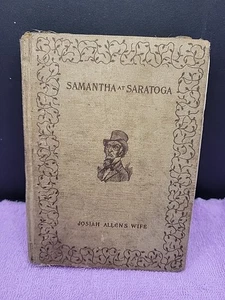 SAMANTHA AT SARATOGA
JOSIAH ALLEN'S WIFE